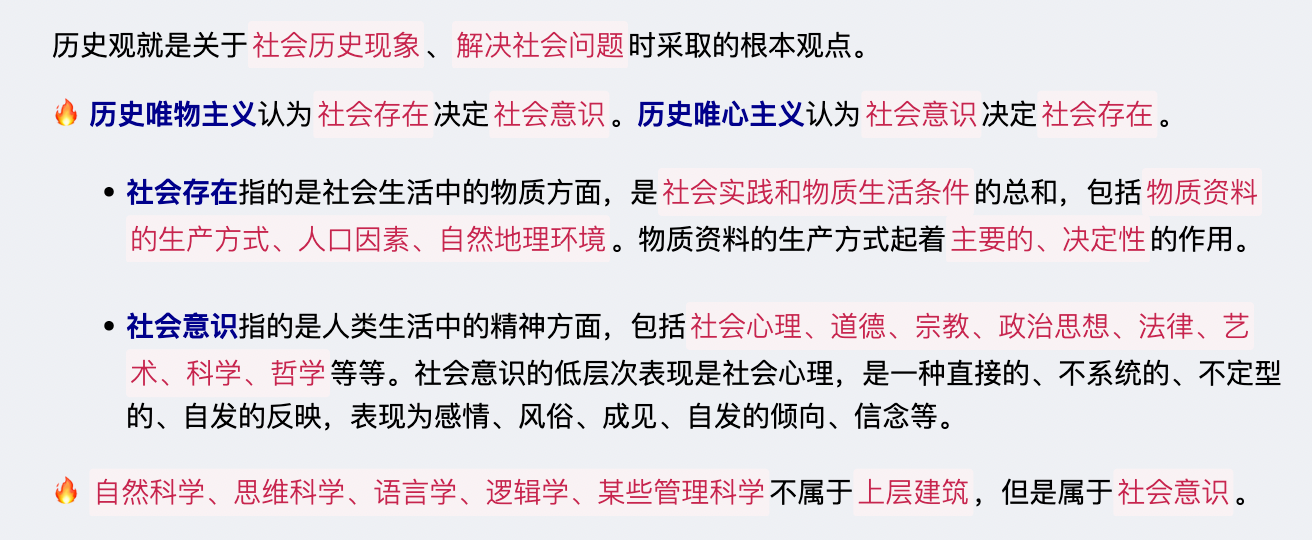 历史观就是关于社会历史现象、解决社会问题时采取的根本观点。
🔥 历史唯物主义认为社会存在决定社会意识。历史唯心主义认为社会意识决定社会存在。
• 社会存在指的是社会生活中的物质方面，是社会实践和物质生活条件的总和，包括物质资料
的生产方式、人口因素、自然地理环境。物质资料的生产方式起着主要的、决定性的作用。
• 社会意识指的是人类生活中的精神方面，包括社会心理、道德、宗教、政治思想、法律、艺
术、科学、哲学等等。社会意识的低层次表现是社会心理，是一种直接的、不系统的、不定型
的、自发的反映，表现为感情、风俗、成见、自发的倾向、信念等。
🔥 自然科学、思维科学、语言学、逻辑学、某些管理科学不属于上层建筑，但是属于社会意识。